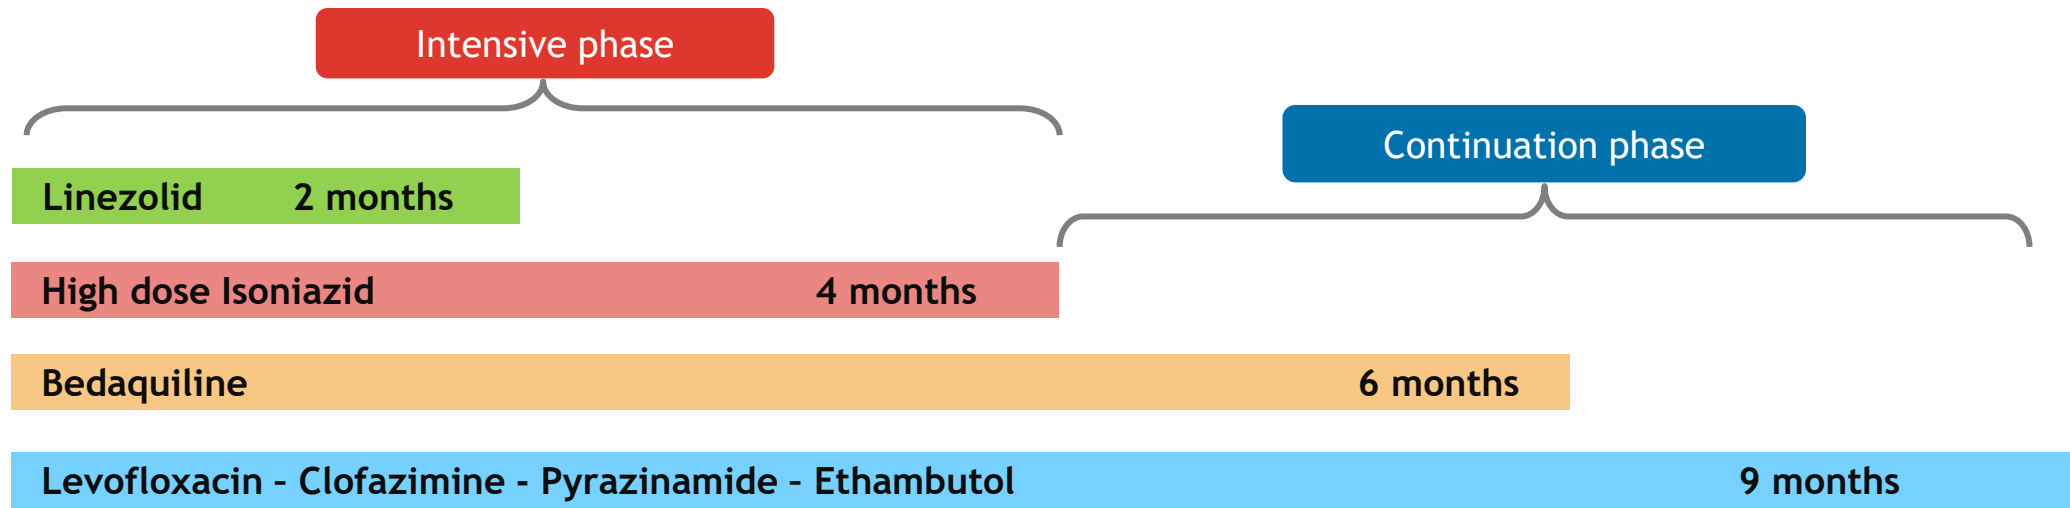 Intensive phase
Continuation phase
Linezolid 2 months
High dose Isoniazid 4 months
Bedaquiline 6 months
Levofloxacin – Clofazimine - Pyrazinamide – Ethambutol 9 months